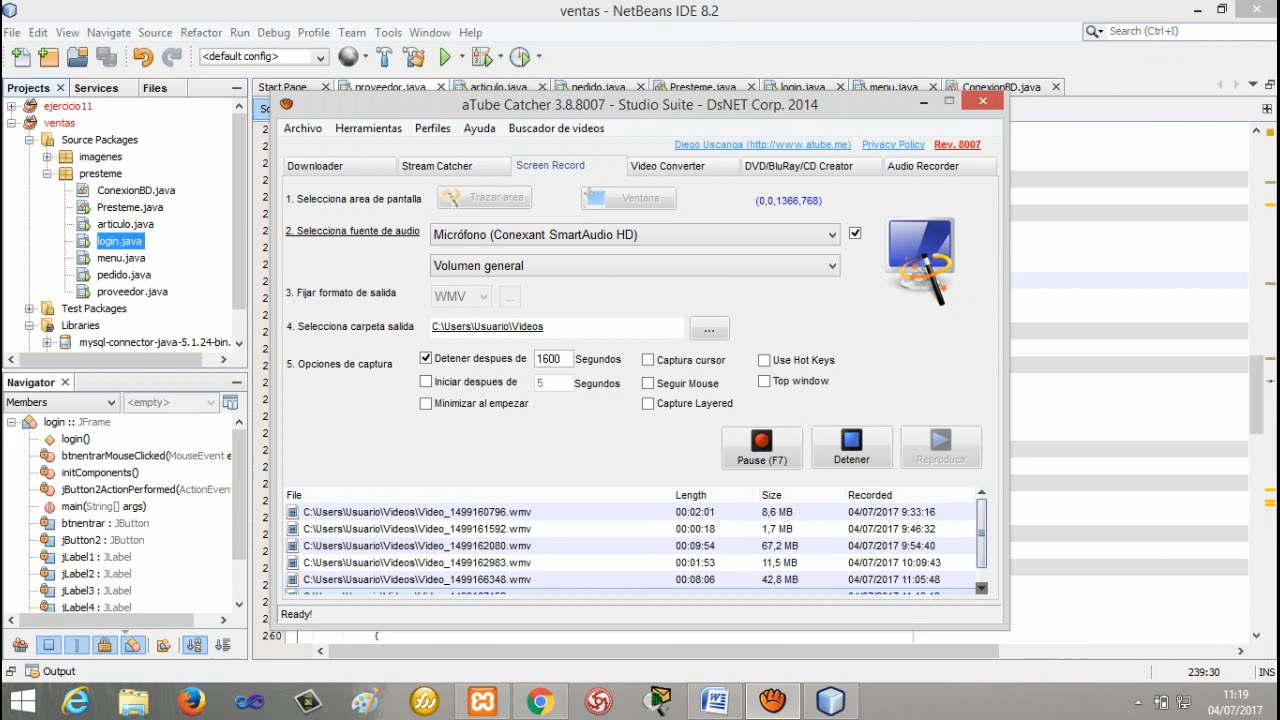 ventas - NetBeans IDE 8.2
File Edit View Navigate Source Refactor Run Debug Profile Team Tools Window Help
Search (Ctrl+I)
<default config>
Projects Services Files
Start Page proveedor.java articulo.java pedido.java Presteme.java login.java menu.java ConexionBD.java
ejercicio11
ventas
Source Packages
imagenes
presteme
ConexionBD.java
Presteme.java
articulo.java
login.java
menu.java
pedido.java
proveedor.java
Test Packages
Libraries
mysql-connector-java-5.1.24-bin.
Navigator
Members
<empty>
login :: JFrame
login()
btnentrarMouseClicked(MouseEvent e
initComponents()
jButton2ActionPerformed(ActionEvent
main(String[] args)
btnentrar : JButton
jButton2 : JButton
jLabel1 : JLabel
jLabel2 : JLabel
jLabel3 : JLabel
jLabel4 : JLabel
Output
aTube Catcher 3.8.8007 - Studio Suite - DsNET Corp. 2014
Archivo Herramientas Perfiles Ayuda Buscador de videos
Diego Uscanga (http://www.atube.me) Privacy Policy Rev. 8007
Downloader Stream Catcher Screen Record Video Converter DVD/BluRay/CD Creator Audio Recorder
1. Selecciona area de pantalla Trazar area Ventana (0,0,1366,768)
2. Selecciona fuente de audio Micrófono (Conexant SmartAudio HD)
Volumen general
3. Fijar formato de salida WMV ...
4. Selecciona carpeta salida C:\Users\Usuario\Videos ...
5. Opciones de captura
Detener despues de 1600 Segundos Captura cursor Use Hot Keys
Iniciar despues de 5 Segundos Seguir Mouse Top window
Minimizar al empezar Capture Layered
Pause (F7) Detener Reproducir
File Length Size Recorded
C:\Users\Usuario\Videos\Video_1499160796.wmv 00:02:01 8,6 MB 04/07/2017 9:33:16
C:\Users\Usuario\Videos\Video_1499161592.wmv 00:00:18 1,7 MB 04/07/2017 9:46:32
C:\Users\Usuario\Videos\Video_1499162080.wmv 00:09:54 67,2 MB 04/07/2017 9:54:40
C:\Users\Usuario\Videos\Video_1499162983.wmv 00:01:53 11,5 MB 04/07/2017 10:09:43
C:\Users\Usuario\Videos\Video_1499166348.wmv 00:08:06 42,8 MB 04/07/2017 11:05:48
Ready!
260 {
239:30 INS
11:19
04/07/2017